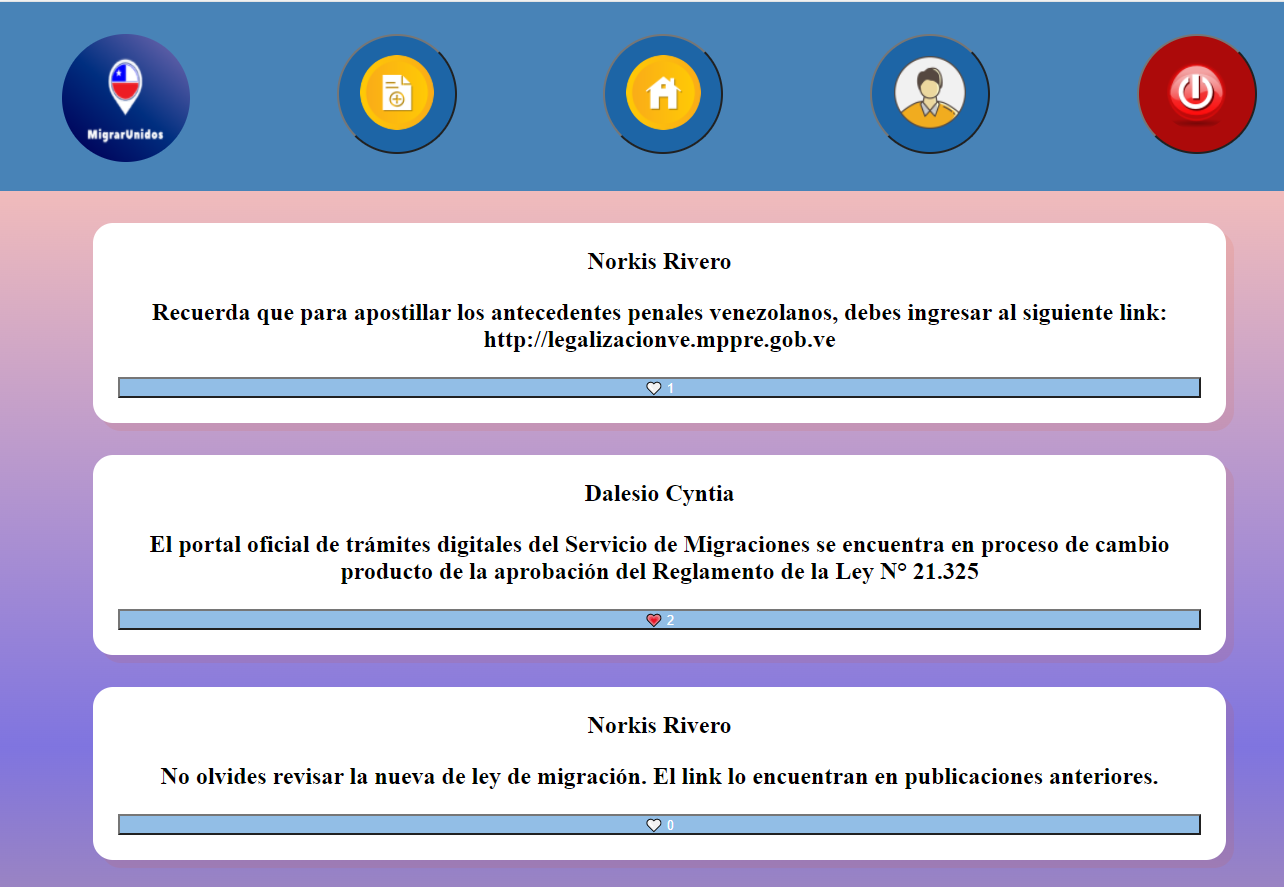 MigrarUnidos
Norkis Rivero
Recuerda que para apostillar los antecedentes penales venezolanos, debes ingresar al siguiente link:
http://legalizacionve.mppre.gob.ve
1
Dalesio Cyntia
El portal oficial de trámites digitales del Servicio de Migraciones se encuentra en proceso de cambio
producto de la aprobación del Reglamento de la Ley N° 21.325
2
Norkis Rivero
No olvides revisar la nueva de ley de migración. El link lo encuentran en publicaciones anteriores.
0